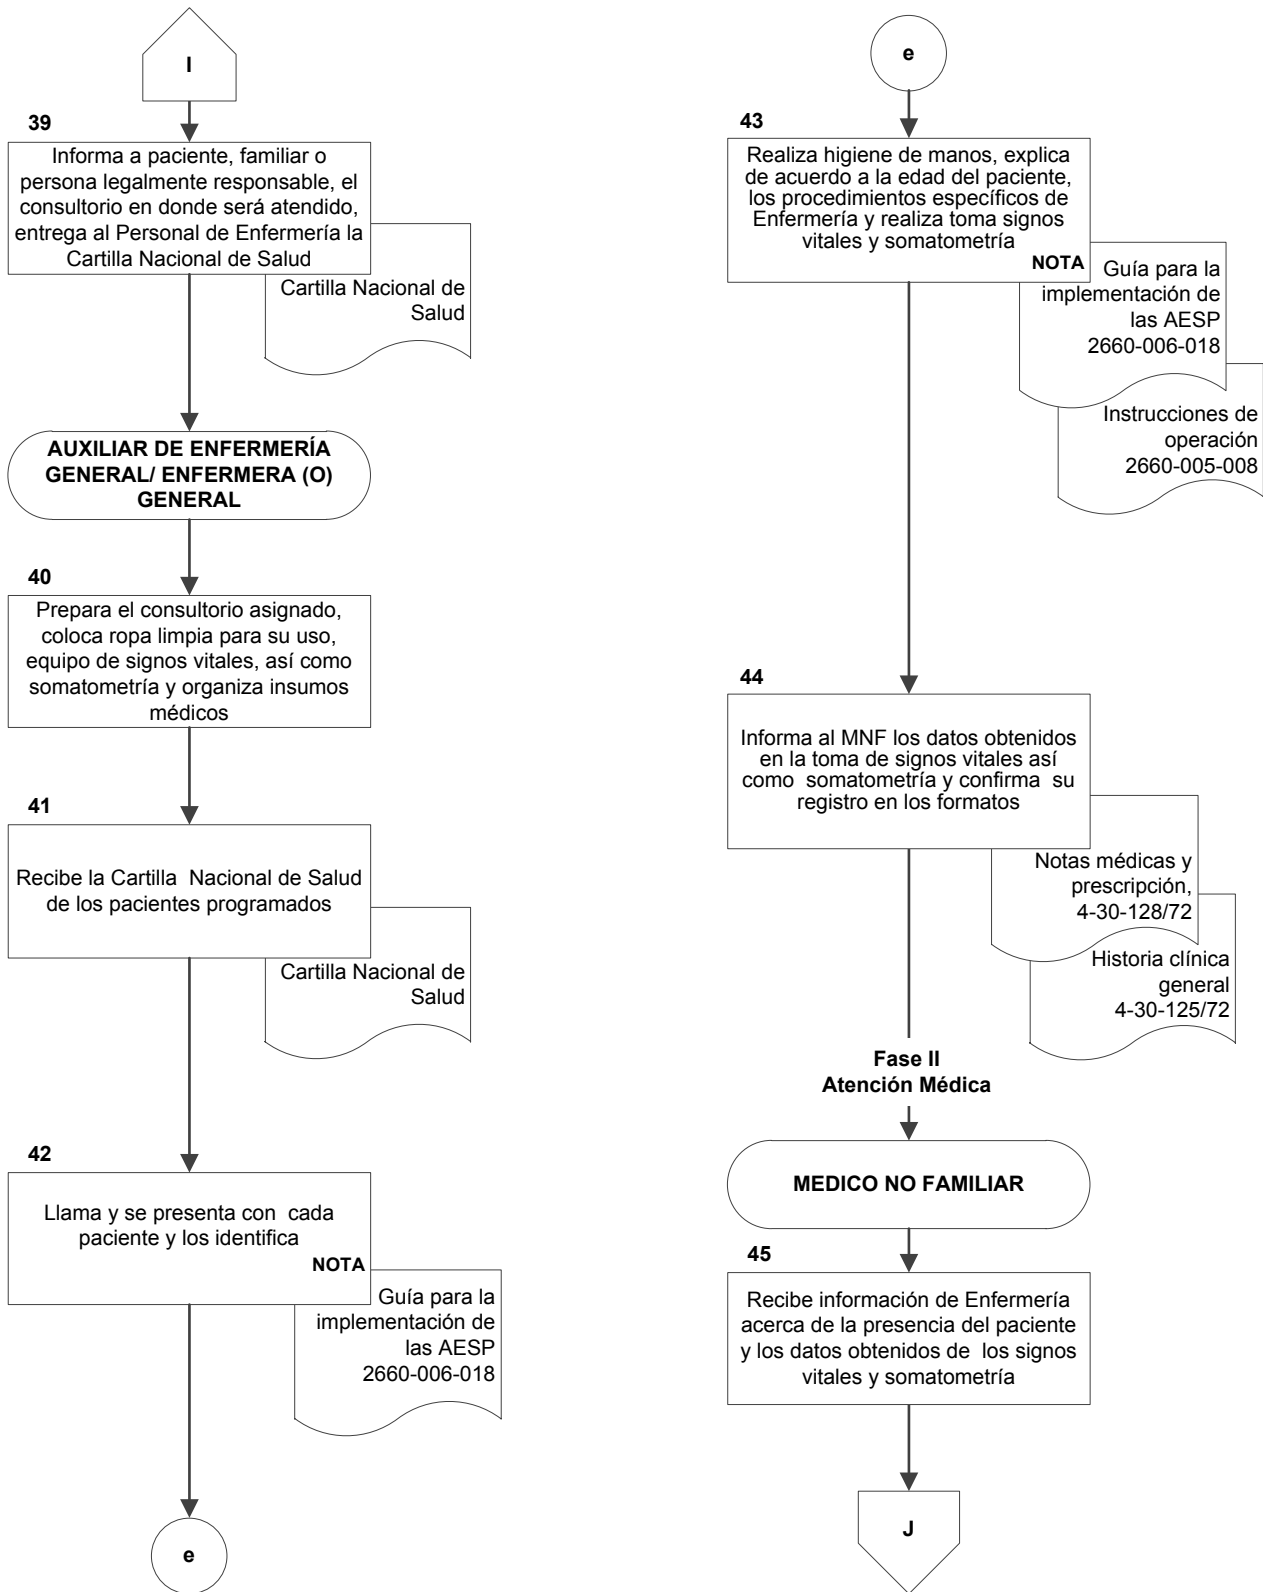 I
39
Informa a paciente, familiar o
persona legalmente responsable, el
consultorio en donde será atendido,
entrega al Personal de Enfermería la
Cartilla Nacional de Salud
Cartilla Nacional de
Salud
AUXILIAR DE ENFERMERÍA
GENERAL/ ENFERMERA (O)
GENERAL
40
Prepara el consultorio asignado,
coloca ropa limpia para su uso,
equipo de signos vitales, así como
somatometría y organiza insumos
médicos
41
Recibe la Cartilla Nacional de Salud
de los pacientes programados
Cartilla Nacional de
Salud
42
Llama y se presenta con cada
paciente y los identifica
NOTA
Guía para la
implementación de
las AESP
2660-006-018
e
e
43
Realiza higiene de manos, explica
de acuerdo a la edad del paciente,
los procedimientos específicos de
Enfermería y realiza toma signos
vitales y somatometría
NOTA
Guía para la
implementación de
las AESP
2660-006-018
Instrucciones de
operación
2660-005-008
44
Informa al MNF los datos obtenidos
en la toma de signos vitales así
como somatometría y confirma su
registro en los formatos
Notas médicas y
prescripción,
4-30-128/72
Historia clínica
general
4-30-125/72
Fase II
Atención Médica
MEDICO NO FAMILIAR
45
Recibe información de Enfermería
acerca de la presencia del paciente
y los datos obtenidos de los signos
vitales y somatometría
J